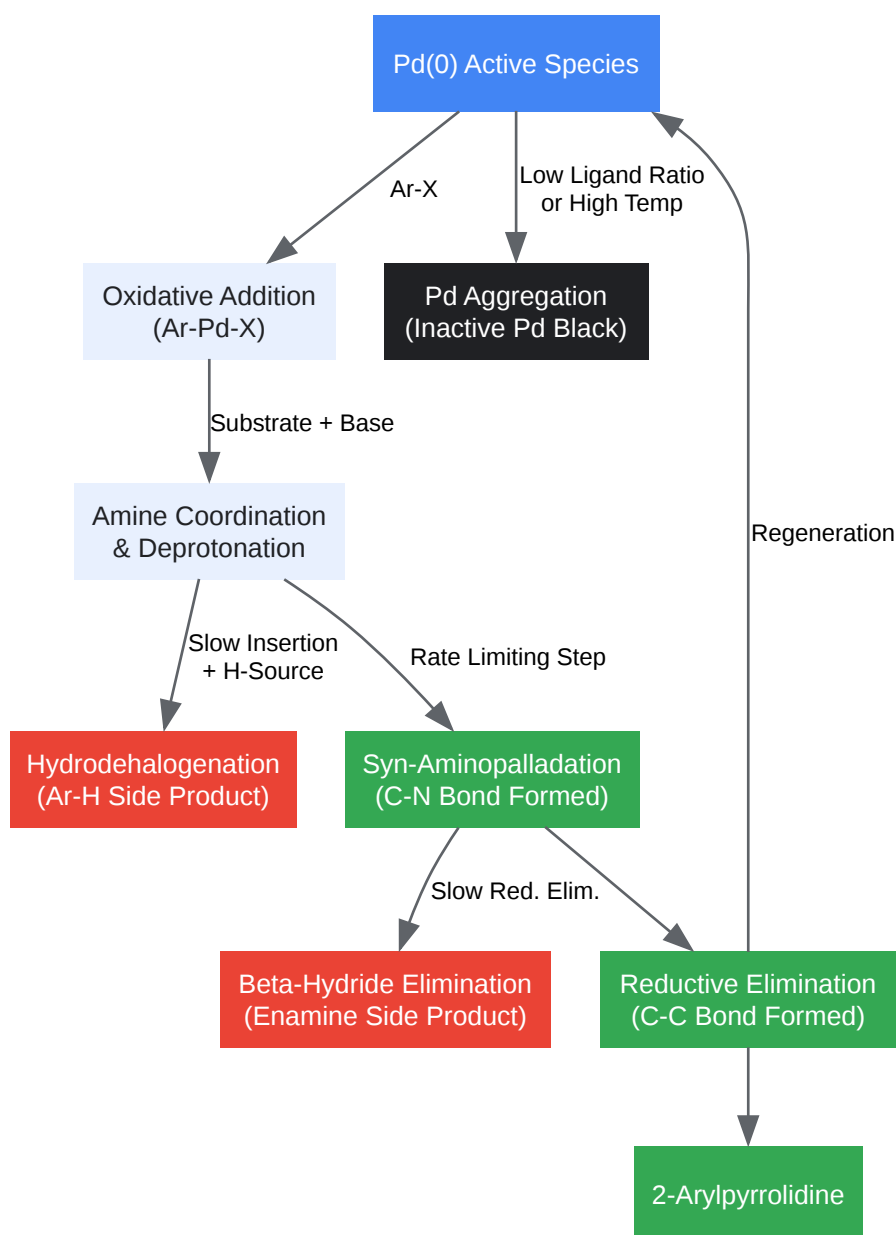 Pd(0) Active Species
Ar-X
Low Ligand Ratio
or High Temp
Oxidative Addition
(Ar-Pd-X)
Pd Aggregation
(Inactive Pd Black)
Substrate + Base
Amine Coordination
& Deprotonation
Regeneration
Slow Insertion
+ H-Source
Rate Limiting Step
Hydrodehalogenation
(Ar-H Side Product)
Syn-Aminopalladation
(C-N Bond Formed)
Slow Red. Elim.
Beta-Hydride Elimination
(Enamine Side Product)
Reductive Elimination
(C-C Bond Formed)
2-Arylpyrrolidine